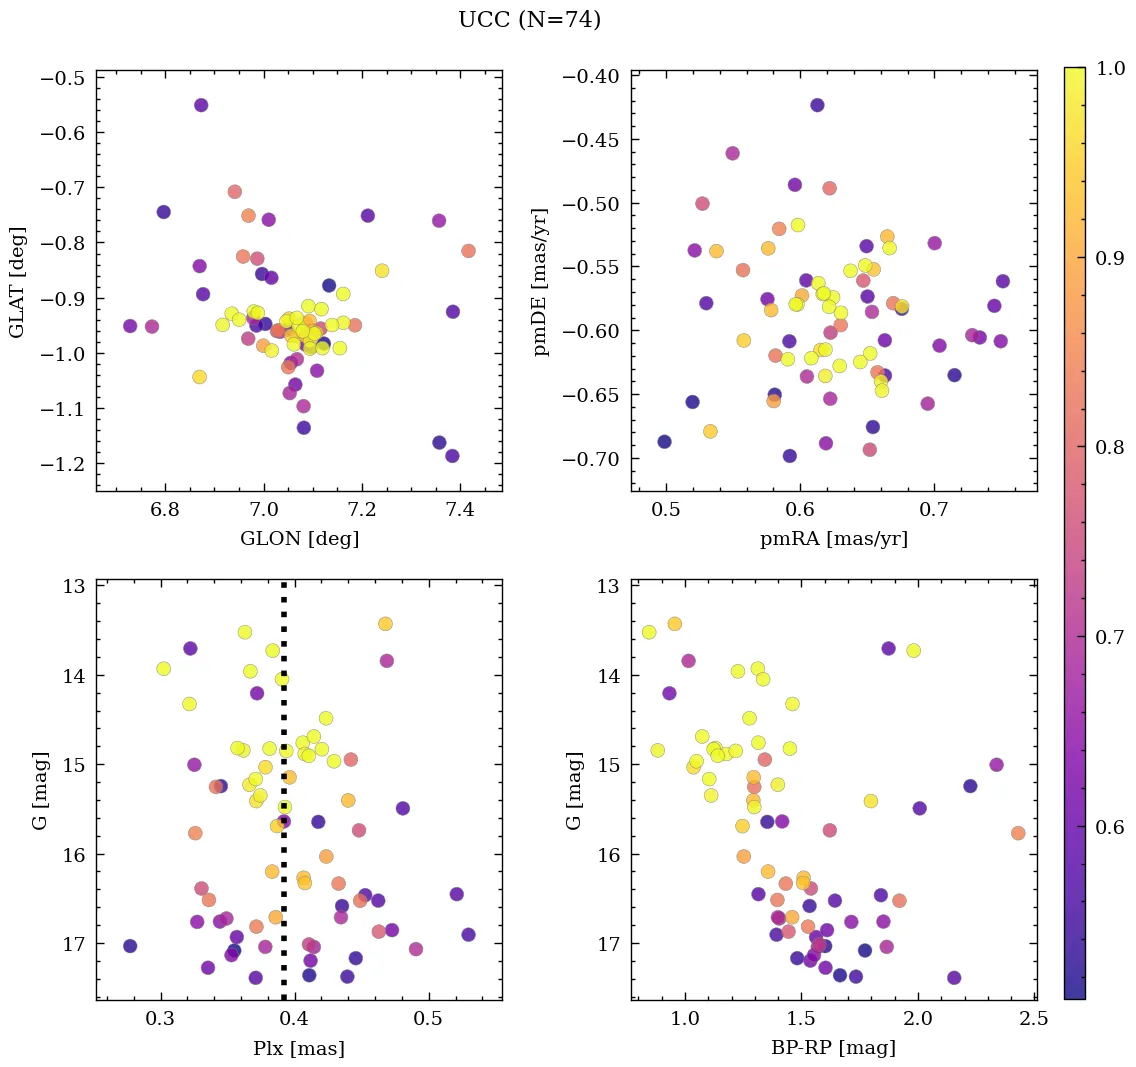 UCC (N=74)
−0.5
−0.6
−0.7
−0.8
−0.9
−1.0
−1.1
−1.2
GLAT [deg]
6.8 7.0 7.2 7.4
GLON [deg]
−0.40
−0.45
−0.50
−0.55
−0.60
−0.65
−0.70
pmDE [mas/yr]
0.5 0.6 0.7
pmRA [mas/yr]
13
14
15
16
17
G [mag]
0.3 0.4 0.5
Plx [mas]
13
14
15
16
17
G [mag]
1.0 1.5 2.0 2.5
BP-RP [mag]
1.0
0.9
0.8
0.7
0.6